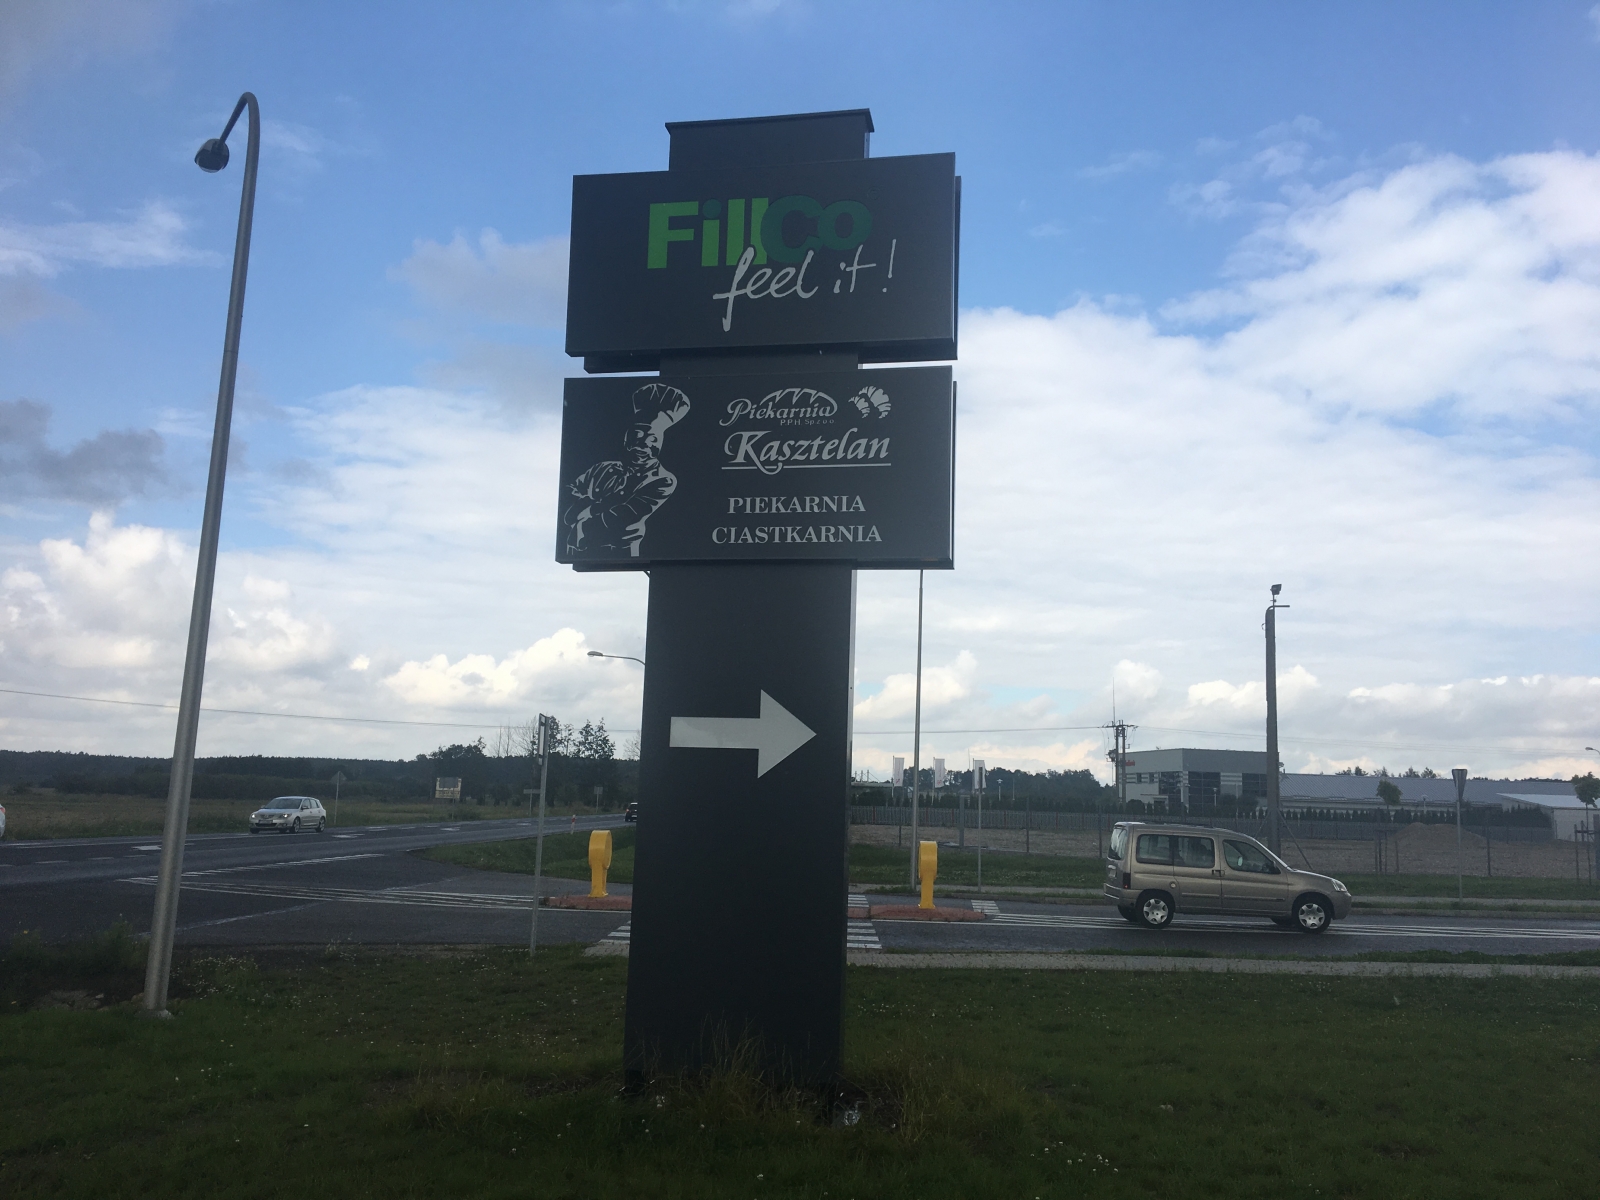 FillCo
feel it!
Piekarnia
PPH Sp z o o
Kasztelan
PIEKARNIA
CIASTKARNIA